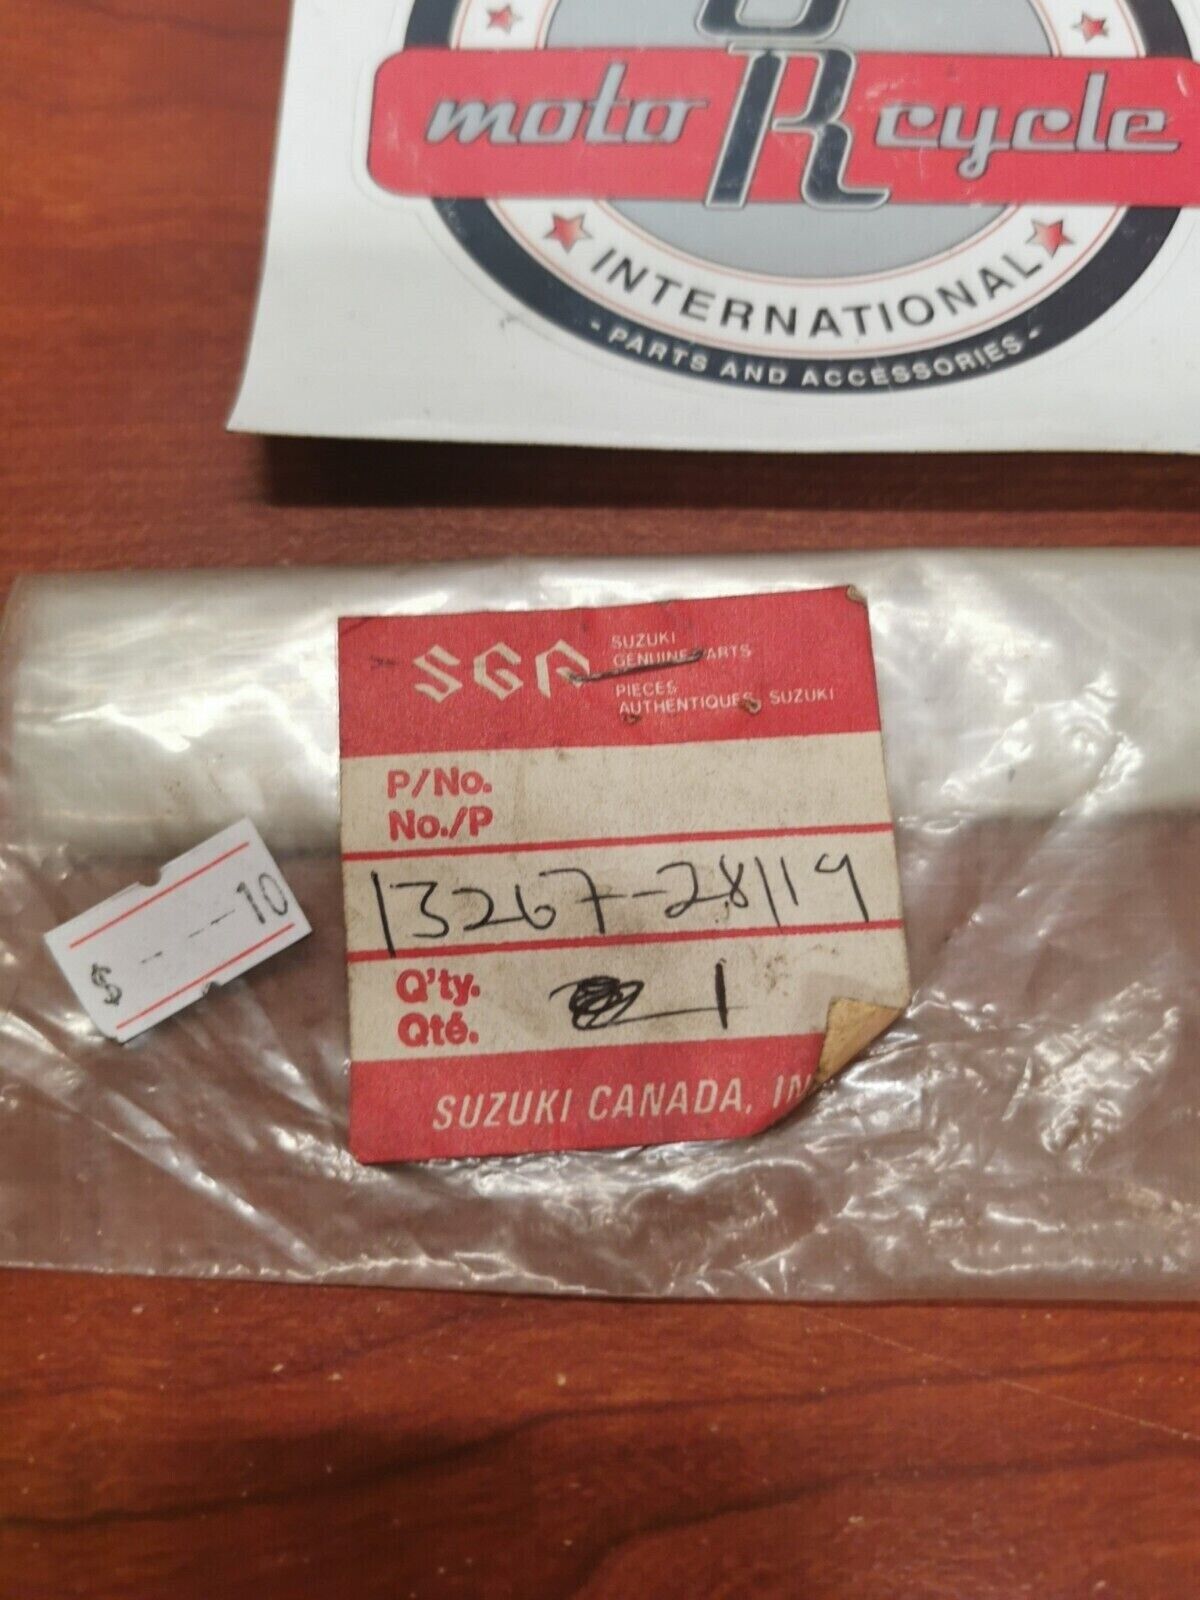 moto R cycle
INTERNATIONAL
- PARTS AND ACCESSORIES -
SGP
SUZUKI
GENUINE PARTS
PIECES
AUTHENTIQUES SUZUKI
P/No.
No./P
13267-28119
Q'ty.
Qté.
1
SUZUKI CANADA, IN
$ - ---10